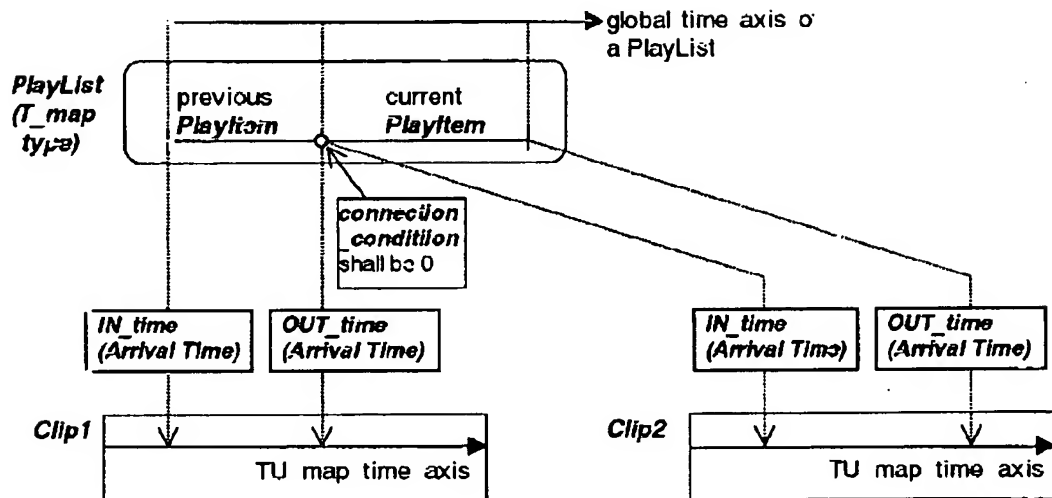 global time axis o
a PlayList
PlayList
(T_map
type)
previous
PlayItem
current
PlayItem
connection
_condition
shall be 0
IN_time
(Arrival Time)
OUT_time
(Arrival Time)
IN_time
(Arrival Time)
OUT_time
(Arrival Time)
Clip1
TU map time axis
Clip2
TU map time axis